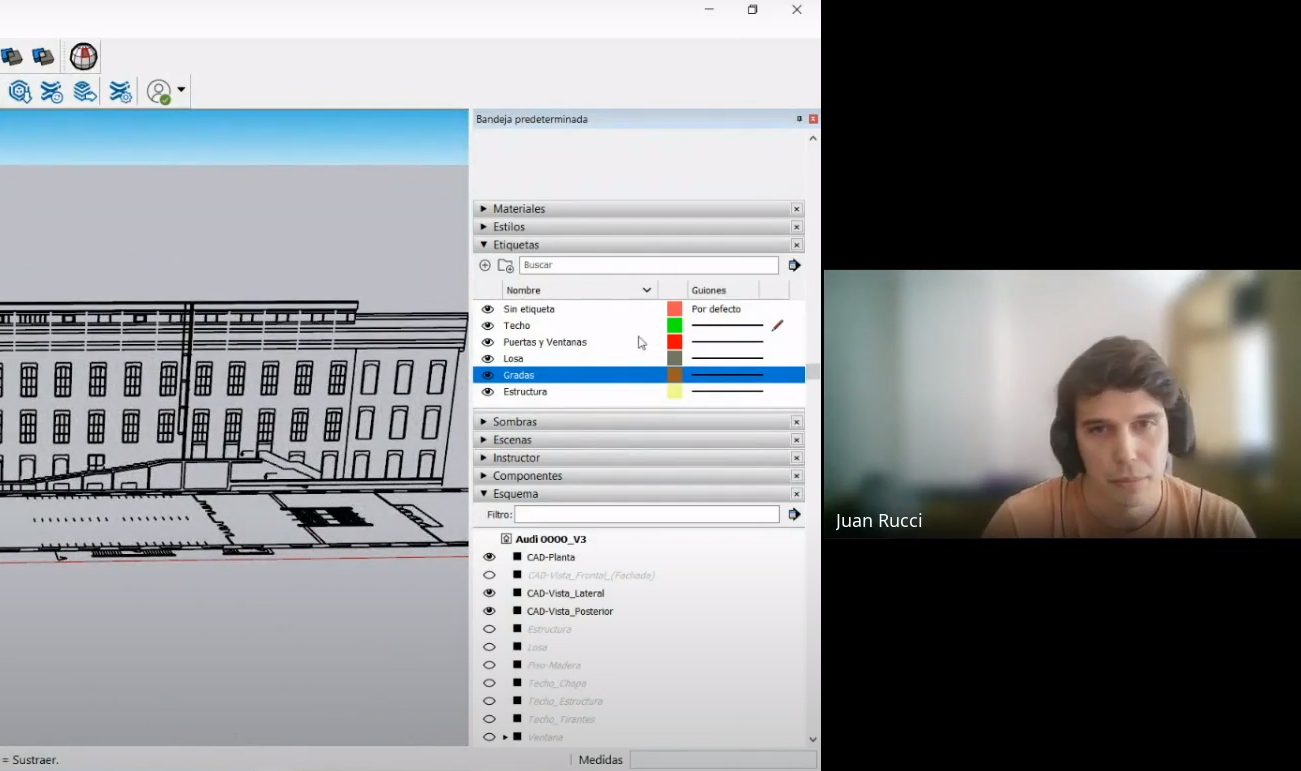 Bandeja predeterminada
Materiales
Estilos
Etiquetas
Buscar
Nombre
Guiones
Sin etiqueta
Por defecto
Techo
Puertas y Ventanas
Losa
Gradas
Estructura
Sombras
Escenas
Instructor
Componentes
Esquema
Filtro:
Audi 0000_V3
CAD-Planta
CAD-Vista_Frontal_(Fachada)
CAD-Vista_Lateral
CAD-Vista_Posterior
Estructura
Losa
Piso-Madera
Techo_Chapa
Techo_Estructura
Techo_Tirantes
Ventana
= Sustraer.
Medidas
Juan Rucci